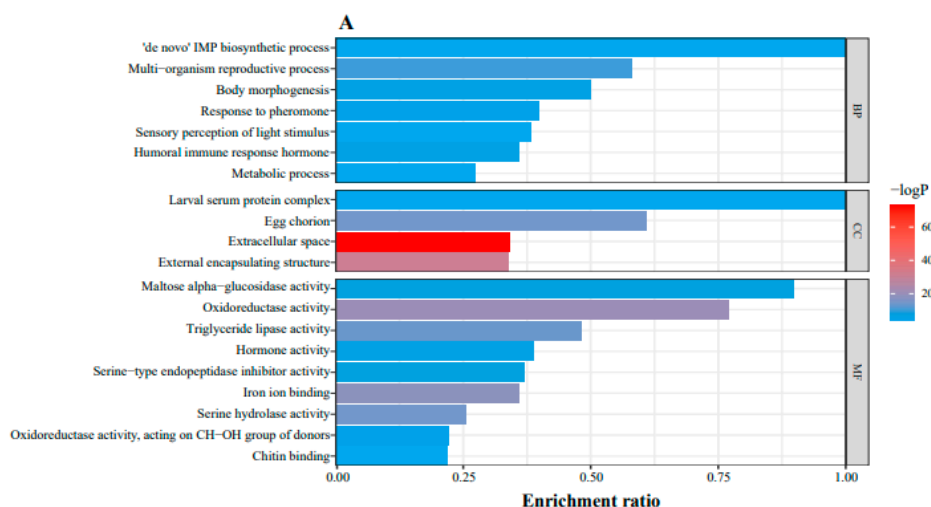 A
'de novo' IMP biosynthetic process
Multi−organism reproductive process
Body morphogenesis
Response to pheromone
Sensory perception of light stimulus
Humoral immune response hormone
Metabolic process
BP
Larval serum protein complex
Egg chorion
Extracellular space
External encapsulating structure
CC
Maltose alpha−glucosidase activity
Oxidoreductase activity
Triglyceride lipase activity
Hormone activity
Serine−type endopeptidase inhibitor activity
Iron ion binding
Serine hydrolase activity
Oxidoreductase activity, acting on CH−OH group of donors
Chitin binding
MF
0.00 0.25 0.50 0.75 1.00
Enrichment ratio
−logP
60
40
20